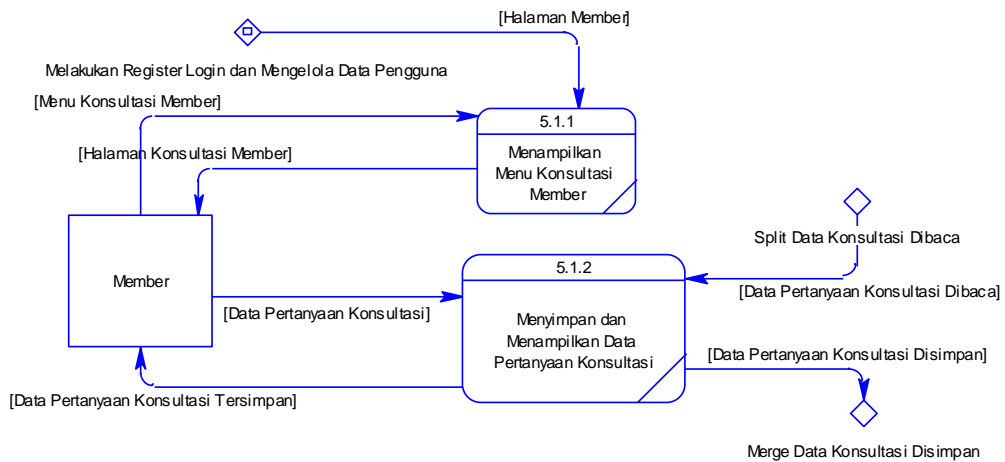 [Halaman Member]
Melakukan Register Login dan Mengelola Data Pengguna
[Menu Konsultasi Member]
5.1.1
Menampilkan
Menu Konsultasi
Member
[Halaman Konsultasi Member]
Split Data Konsultasi Dibaca
5.1.2
Member
[Data Pertanyaan Konsultasi Dibaca]
[Data Pertanyaan Konsultasi]
Menyimpan dan
Menampilkan Data
Pertanyaan Konsultasi
[Data Pertanyaan Konsultasi Disimpan]
[Data Pertanyaan Konsultasi Tersimpan]
Merge Data Konsultasi Disimpan